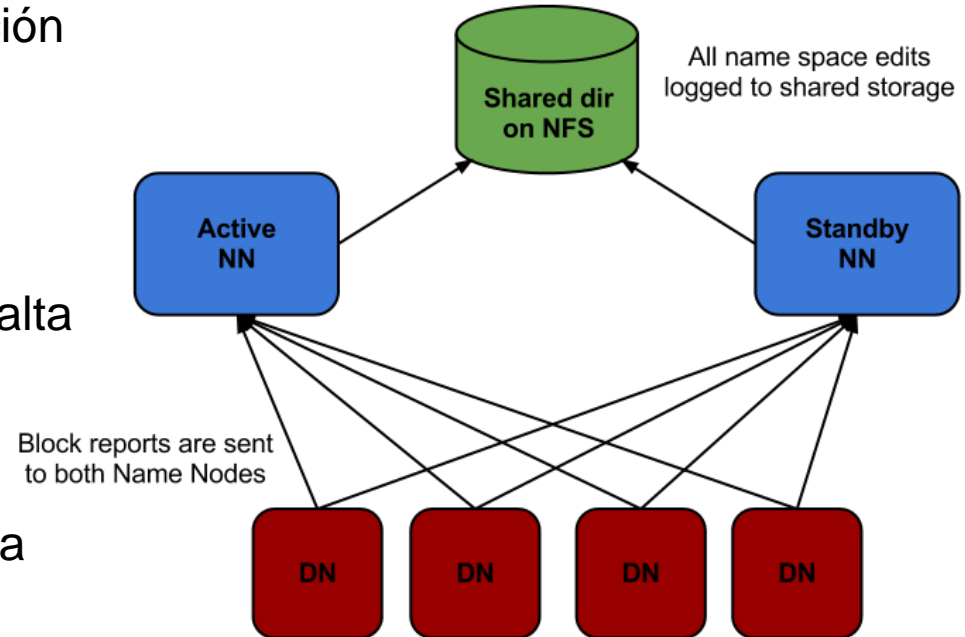 ión
All name space edits
logged to shared storage
Shared dir
on NFS
Active
NN
Standby
NN
alta
Block reports are sent
to both Name Nodes
a
DN
DN
DN
DN